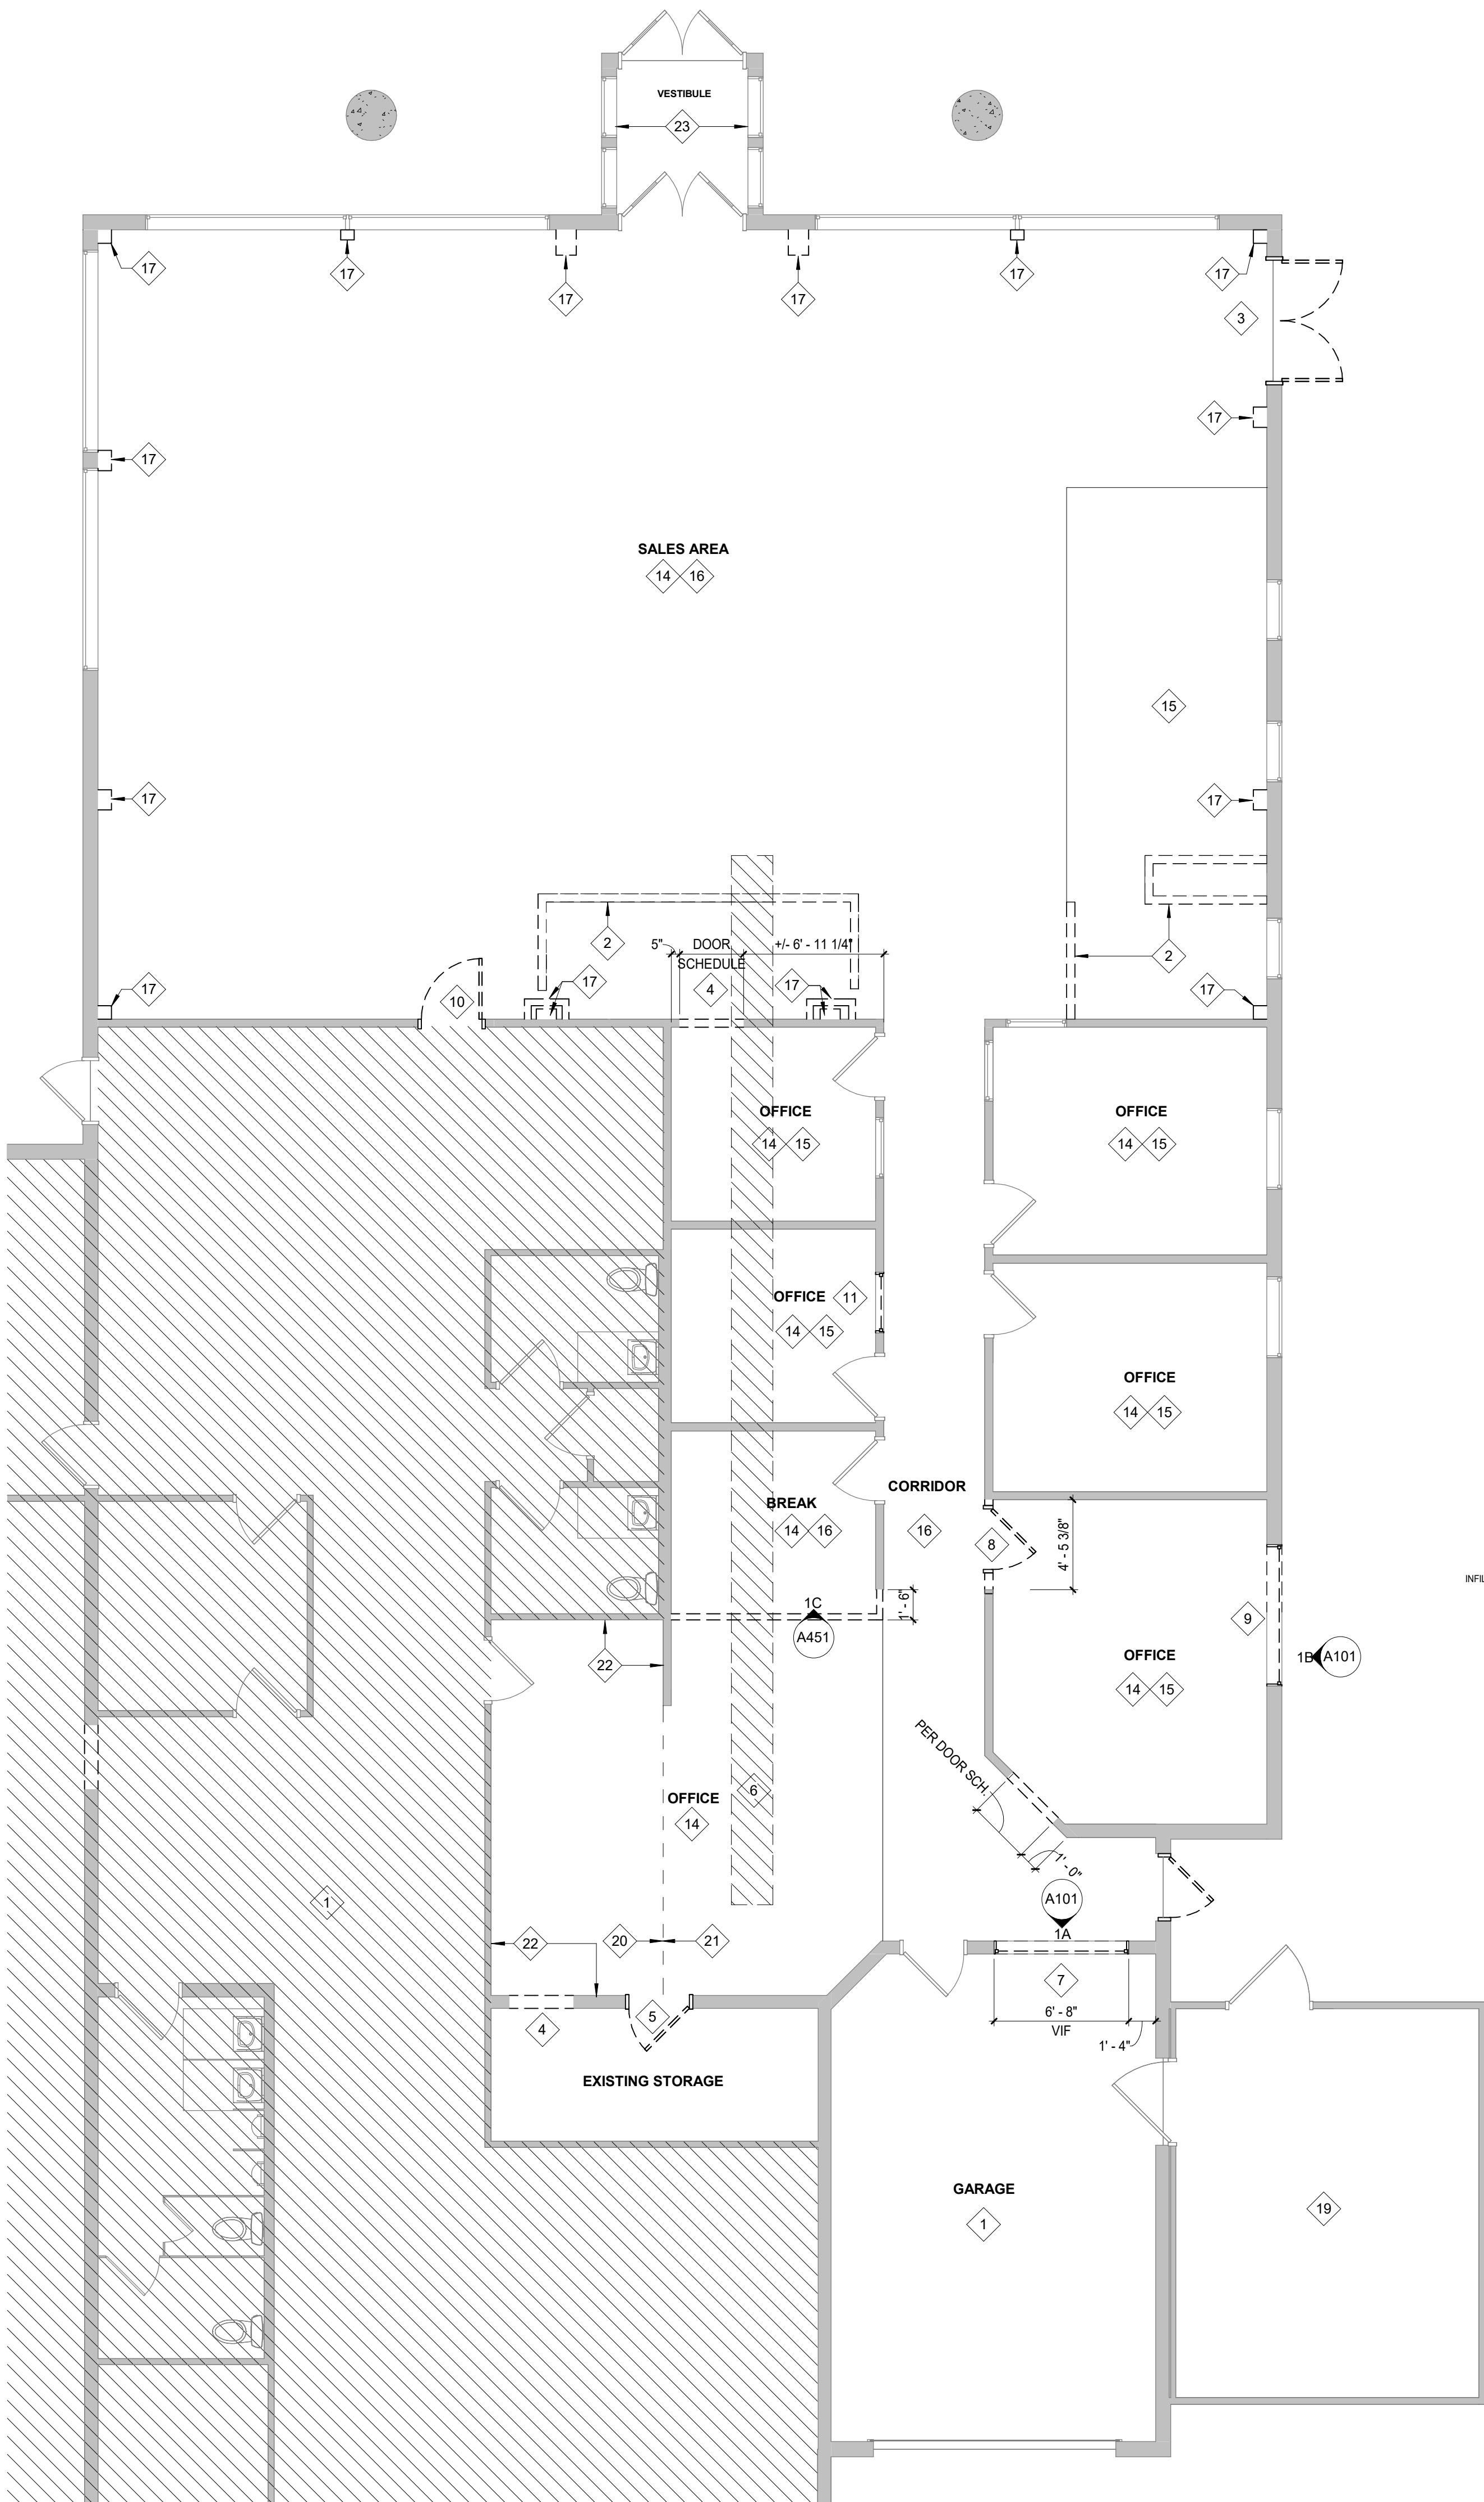 VESTIBULE
23
17
17
17
17
17
17
3
17
17
SALES AREA
14 16
15
17
17
2
5"
DOOR
SCHEDULE
+/- 6' - 11 1/4"
2
17
10
17
4
17
17
OFFICE
14 15
OFFICE
14 15
OFFICE
11
14 15
OFFICE
14 15
CORRIDOR
16
BREAK
14 16
8
4' - 5 3/8"
1' - 6"
1C
A451
9
INFIL
1B
A101
22
OFFICE
14 15
PER DOOR SCH.
6
OFFICE
14
1' - 0"
1
A101
1A
22
20
21
7
5
4
6' - 8"
VIF
1' - 4"
EXISTING STORAGE
GARAGE
1
19